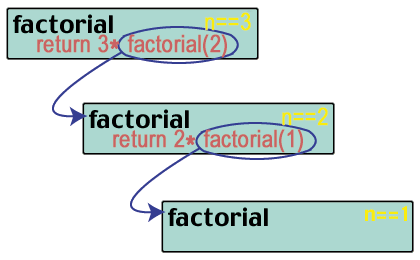 factorial n==3
return 3* factorial(2)
factorial n==2
return 2* factorial(1)
factorial n==1